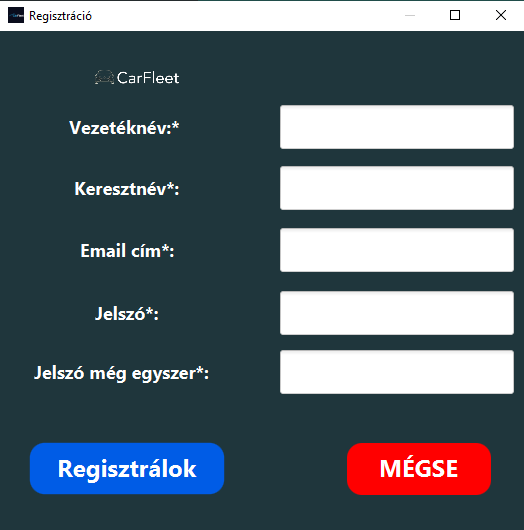 Regisztráció
CarFleet
Vezetéknév:*
Keresztnév*:
Email cím*:
Jelszó*:
Jelszó még egyszer*:
Regisztrálok
MÉGSE